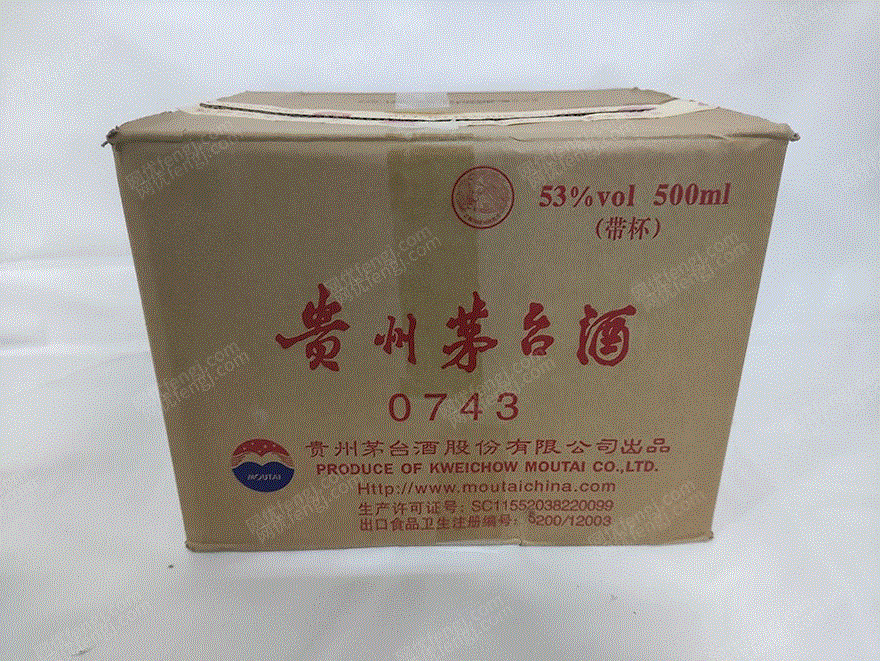 53%vol 500ml
(带杯)
贵州茅台酒
0743
贵州茅台酒股份有限公司出品
PRODUCE OF KWEICHOW MOUTAI CO.,LTD.
MOUTAI
Http://www.moutaichina.com
生产许可证号: SC11552038220099
出口食品卫生注册编号: 5200/12003